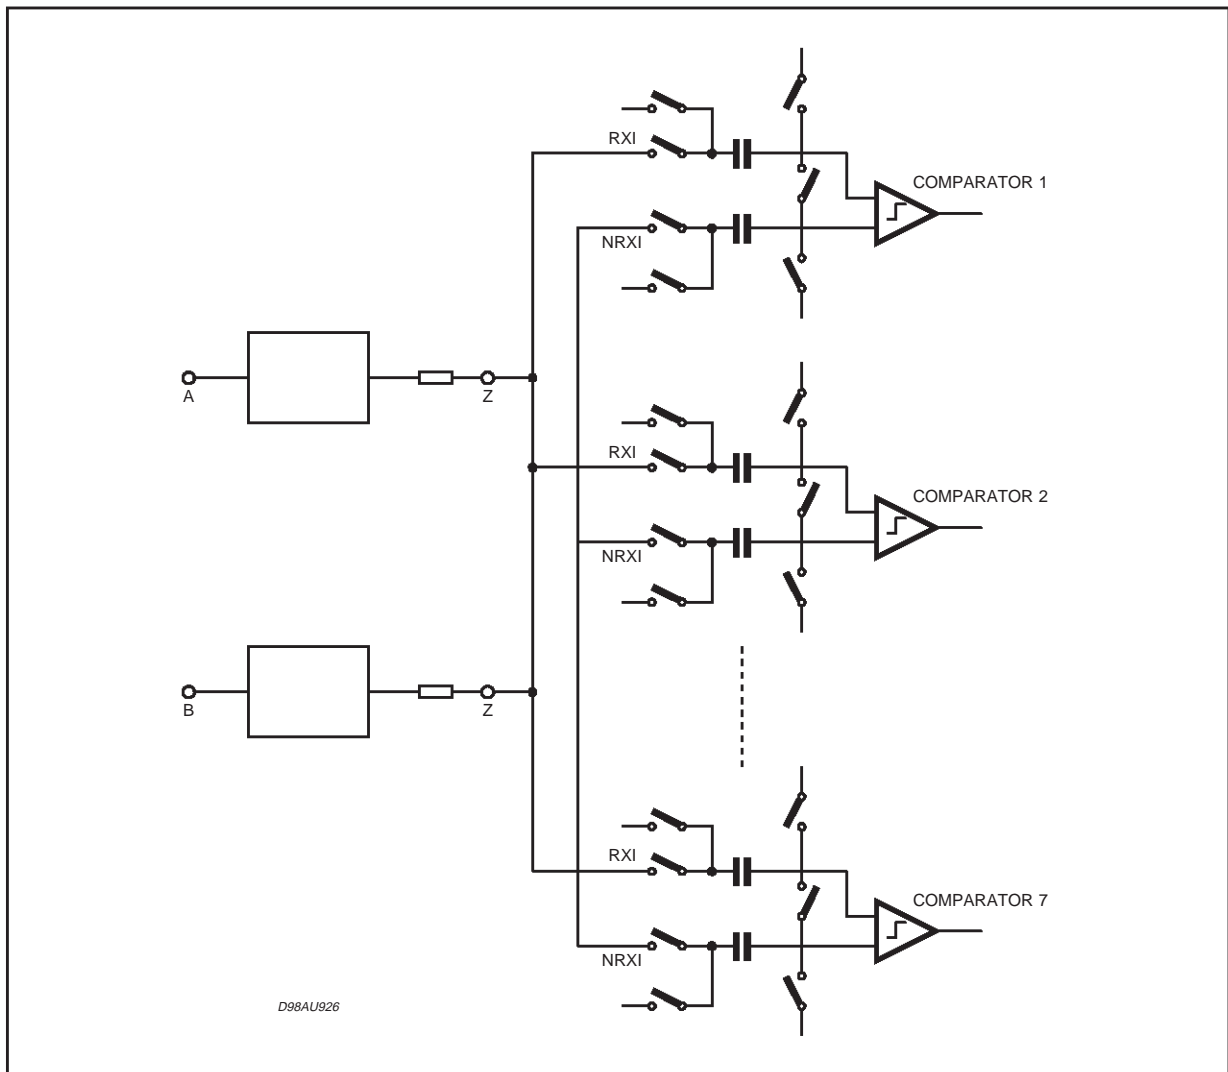 RXI
COMPARATOR 1
NRXI
A
Z
RXI
COMPARATOR 2
NRXI
B
Z
RXI
COMPARATOR 7
NRXI
D98AU926